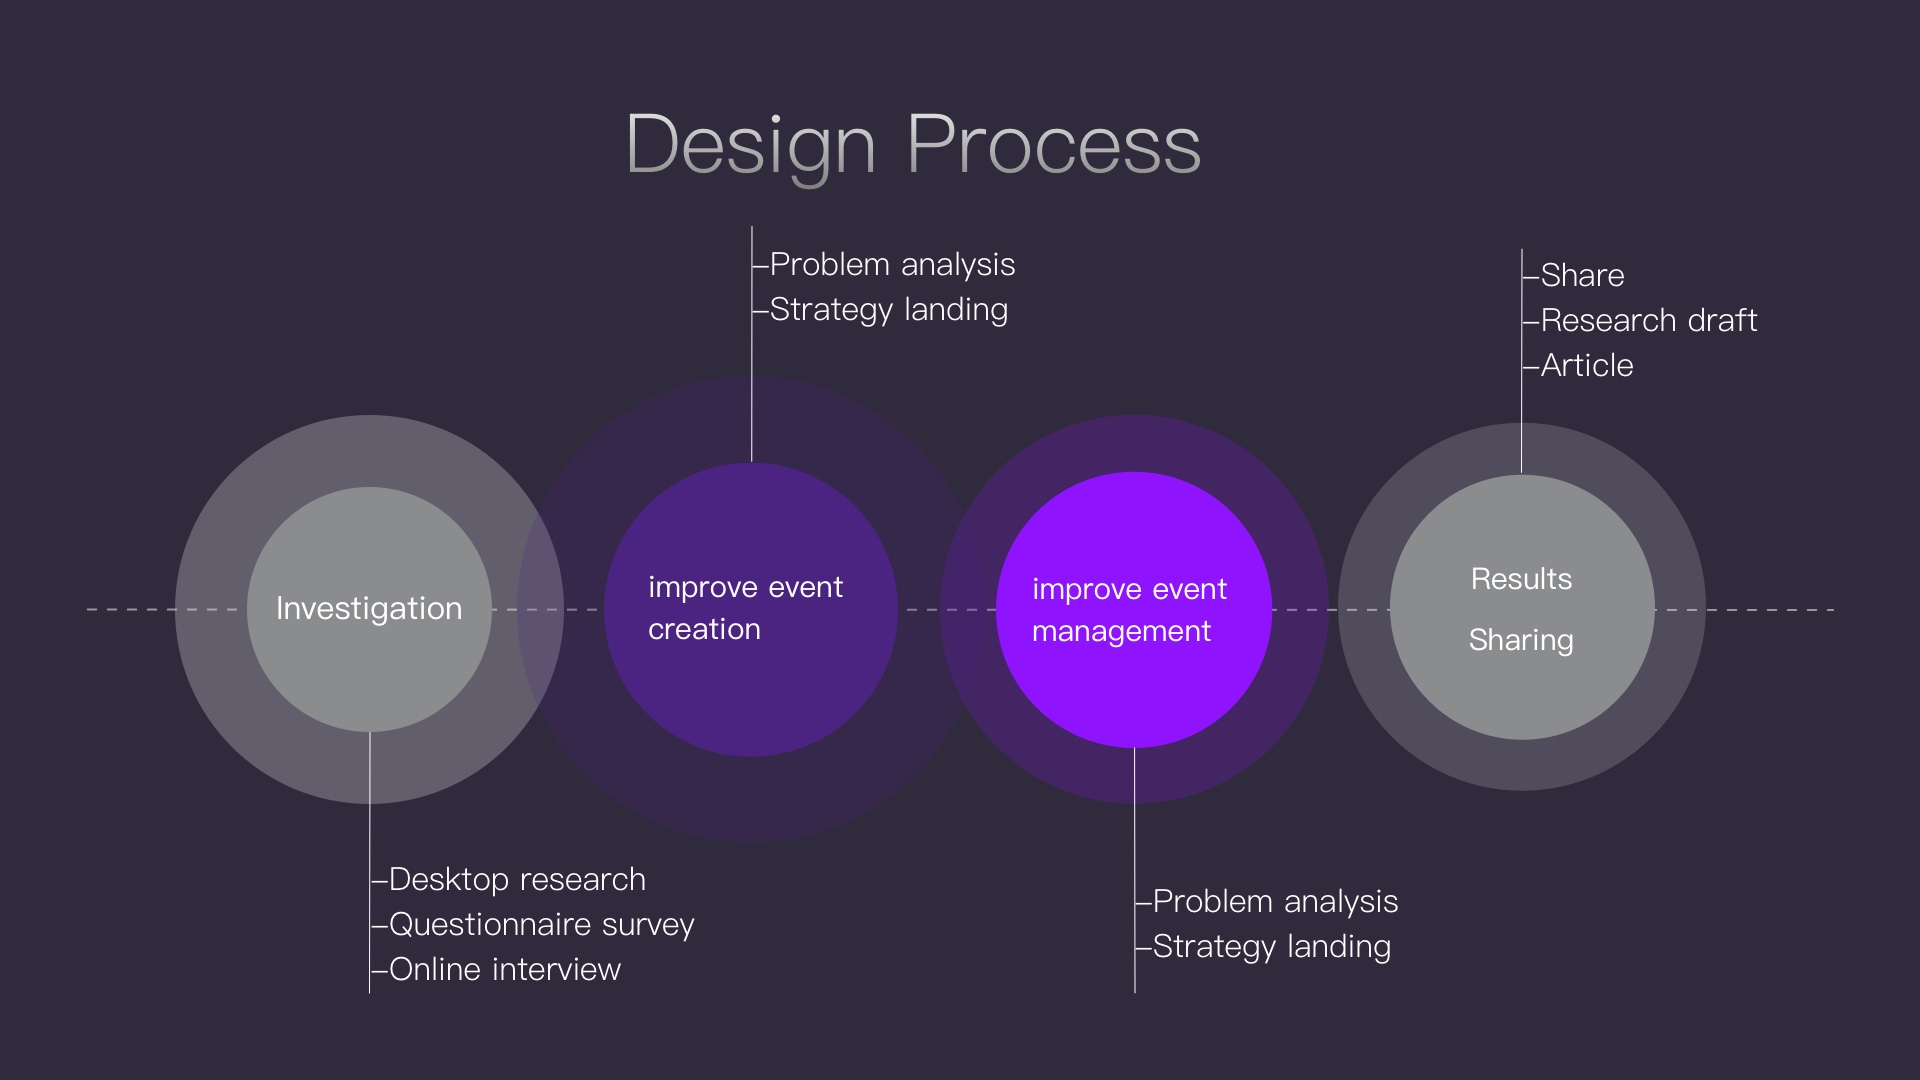 Design Process
–Problem analysis
–Strategy landing
–Share
–Research draft
–Article
Investigation
improve event
creation
improve event
management
Results
Sharing
–Desktop research
–Questionnaire survey
–Online interview
–Problem analysis
–Strategy landing